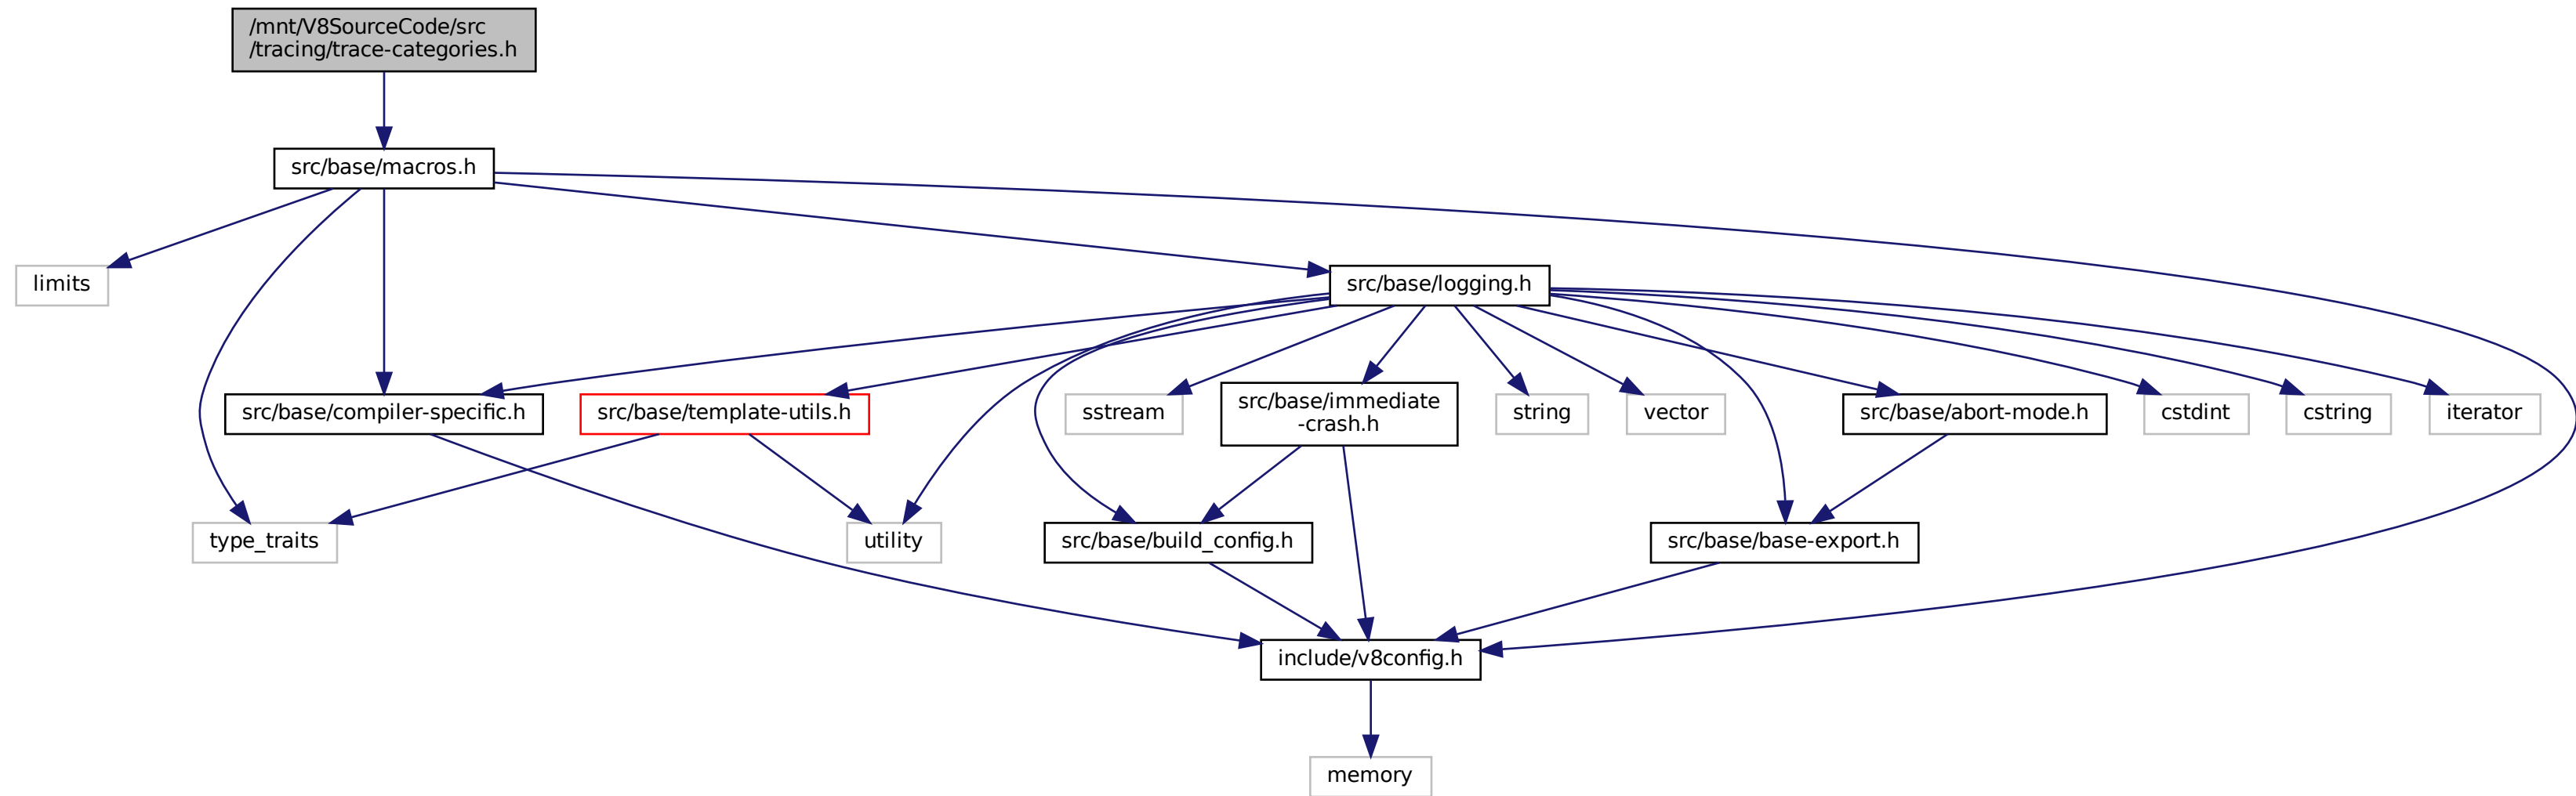 /mnt/V8SourceCode/src
/tracing/trace-categories.h
src/base/macros.h
limits
src/base/logging.h
src/base/compiler-specific.h
src/base/template-utils.h
sstream
src/base/immediate
-crash.h
string
vector
src/base/abort-mode.h
cstdint
cstring
iterator
type_traits
utility
src/base/build_config.h
src/base/base-export.h
include/v8config.h
memory